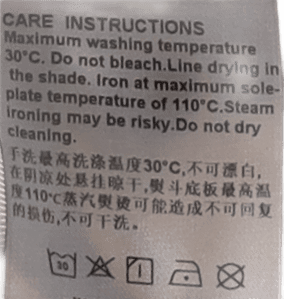 CARE INSTRUCTIONS
Maximum washing temperature
30°C. Do not bleach.Line drying in
the shade. Iron at maximum sole-
plate temperature of 110°C.Steam
ironing may be risky.Do not dry
cleaning.
手洗最高洗涤温度30°C,不可漂白,
在阴凉处悬挂晾干,熨斗底板最高温
度110℃蒸汽熨烫可能造成不可回复
的损伤,不可干洗。
30